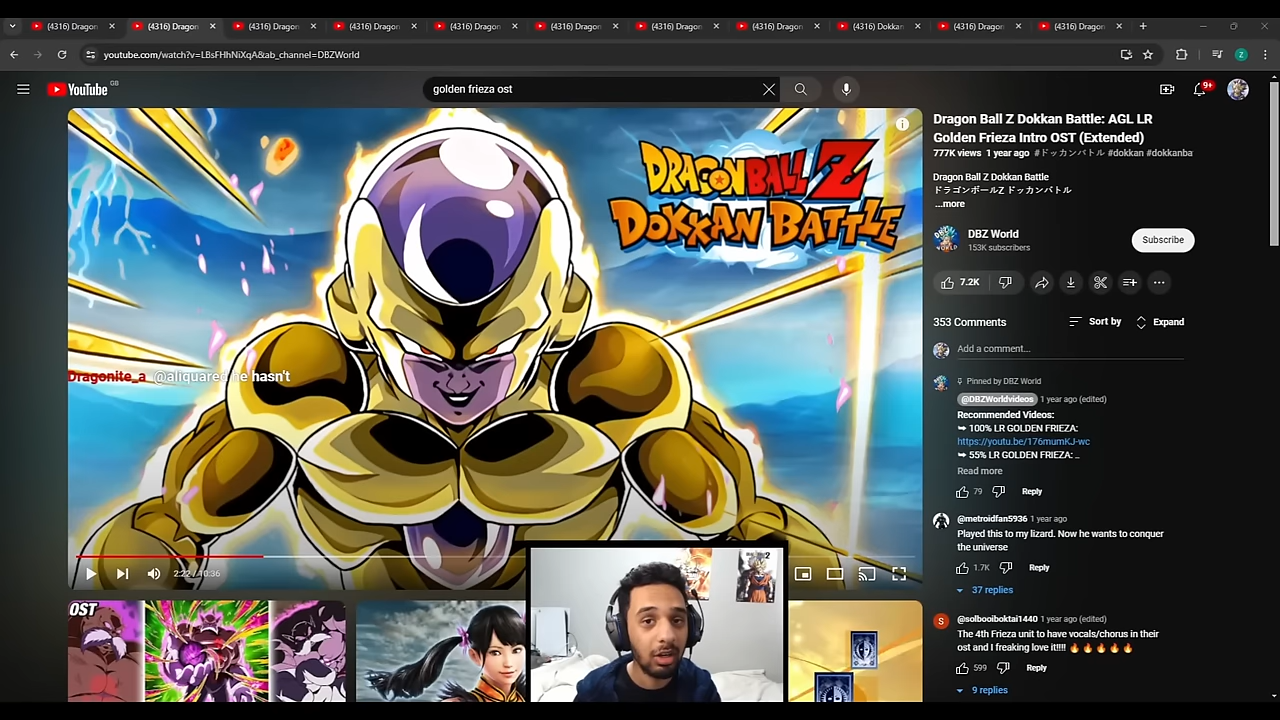 (4316) Dragon
(4316) Dragon
(4316) Dragon
(4316) Dragon
(4316) Dragon
(4316) Dragon
(4316) Dragon
(4316) Dragon
(4316) Dokkan
(4316) Dragon
(4316) Dragon
youtube.com/watch?v=LBsFHhNiXqA&ab_channel=DBZWorld
Z
YouTube GB
golden frieza ost
9+
DRAGON BALL Z
DOKKAN BATTLE
Dragonite_a @aliquared he hasn't
2:22 / 10:36
Dragon Ball Z Dokkan Battle: AGL LR
Golden Frieza Intro OST (Extended)
777K views 1 year ago #ドッカンバトル #dokkan #dokkanba
Dragon Ball Z Dokkan Battle
ドラゴンボールZ ドッカンバトル
...more
DBZ World
153K subscribers
Subscribe
7.2K
353 Comments
Sort by
Expand
Add a comment...
Pinned by DBZ World
@DBZWorldvideos 1 year ago (edited)
Recommended Videos:
➥ 100% LR GOLDEN FRIEZA:
https://youtu.be/176mumKJ-wc
➥ 55% LR GOLDEN FRIEZA: ..
Read more
79
Reply
@metroidfan5936 1 year ago
Played this to my lizard. Now he wants to conquer
the universe
1.7K
Reply
37 replies
S
@solbooiboktai1440 1 year ago (edited)
The 4th Frieza unit to have vocals/chorus in their
ost and I freaking love it!!!! 🔥🔥🔥🔥🔥
599
Reply
9 replies
OST
2